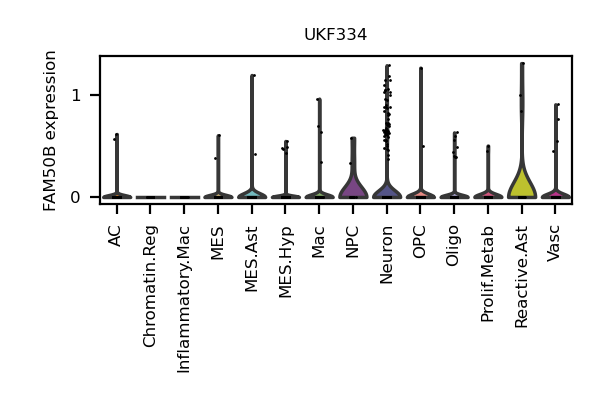 UKF334
FAM50B expression
1
0
AC
Chromatin.Reg
Inflammatory.Mac
MES
MES.Ast
MES.Hyp
Mac
NPC
Neuron
OPC
Oligo
Prolif.Metab
Reactive.Ast
Vasc